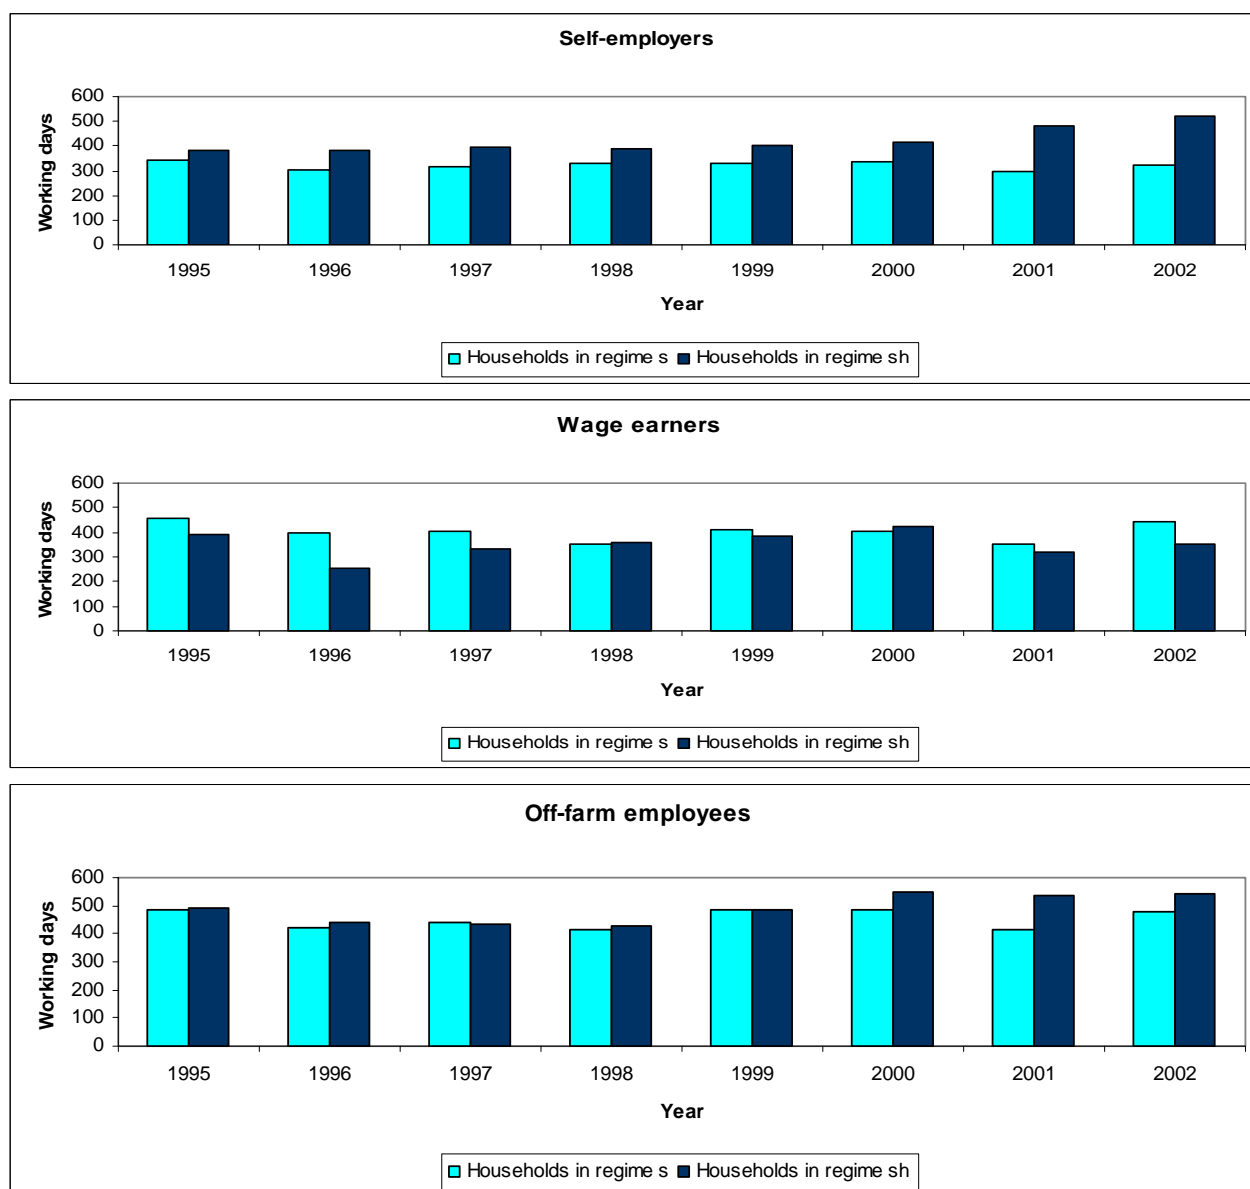 Self-employers
Working days
600
500
400
300
200
100
0
1995 1996 1997 1998 1999 2000 2001 2002
Year
Households in regime s Households in regime sh
Wage earners
Working days
600
500
400
300
200
100
0
1995 1996 1997 1998 1999 2000 2001 2002
Year
Households in regime s Households in regime sh
Off-farm employees
Working days
600
500
400
300
200
100
0
1995 1996 1997 1998 1999 2000 2001 2002
Year
Households in regime s Households in regime sh